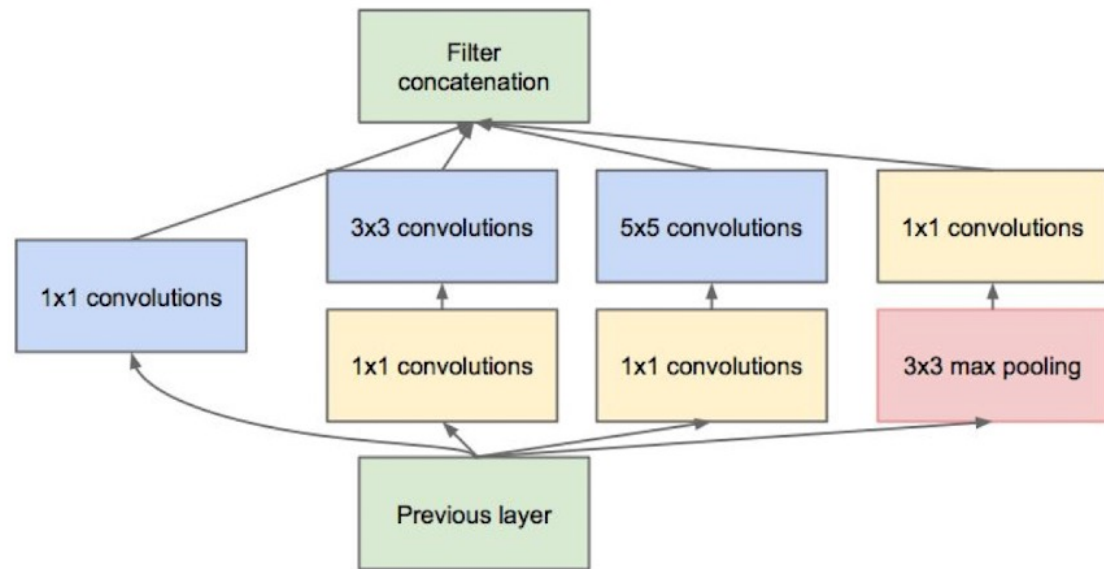 Filter
concatenation
3x3 convolutions
5x5 convolutions
1x1 convolutions
1x1 convolutions
1x1 convolutions
1x1 convolutions
3x3 max pooling
Previous layer